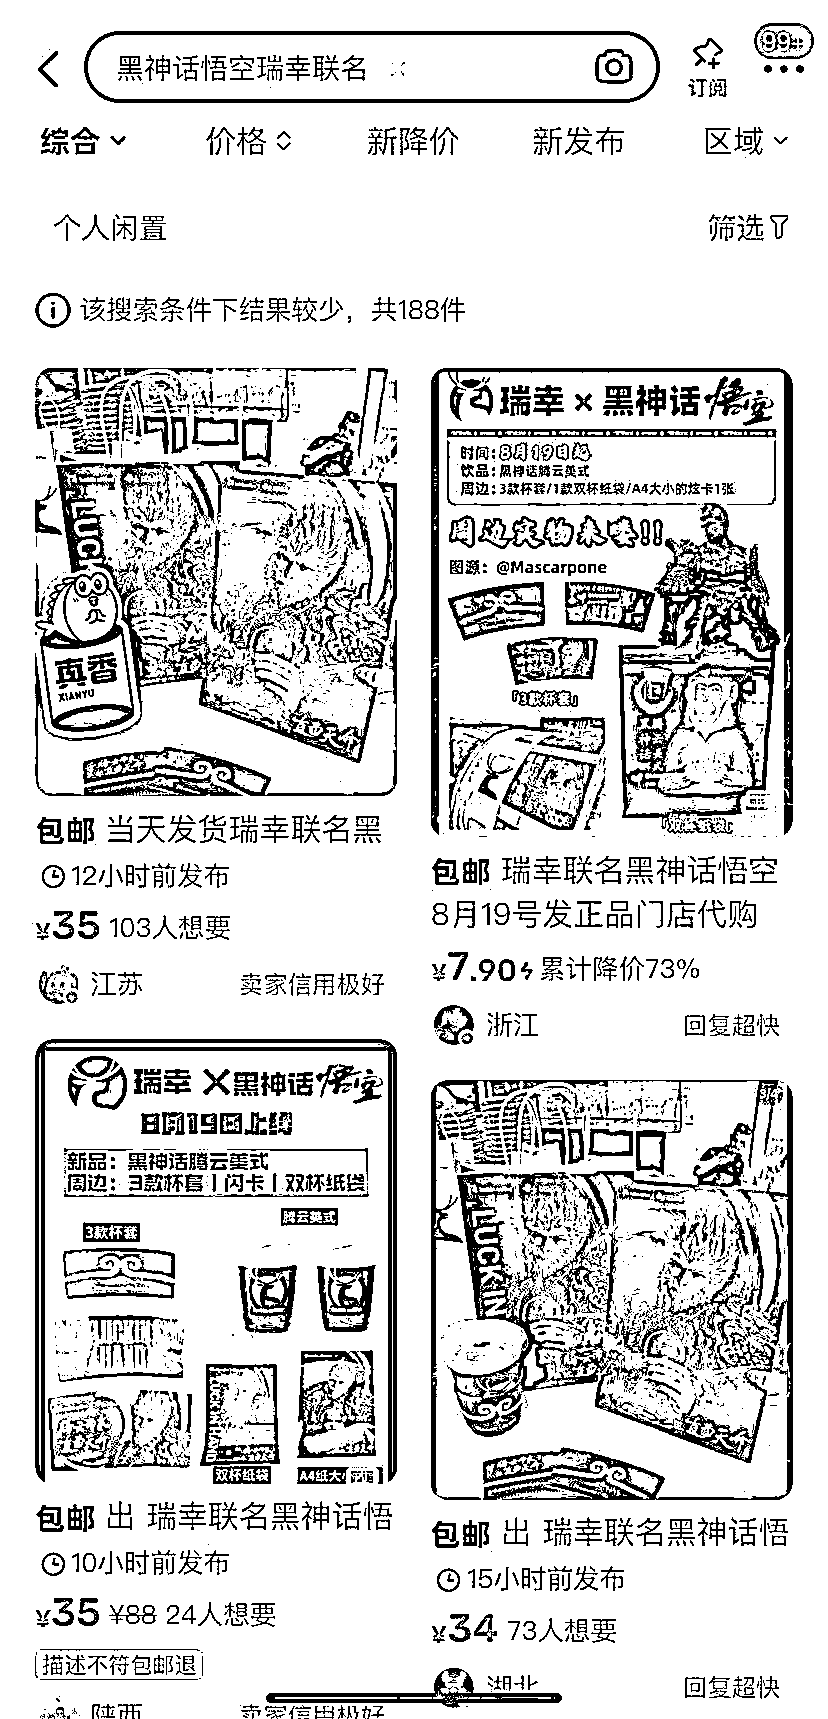 黑神话悟空瑞幸联名
订阅
99+
综合
价格
新降价
新发布
区域
个人闲置
筛选
该搜索条件下结果较少，共188件
LUCK
真香
XIANYU
包邮 当天发货瑞幸联名黑
12小时前发布
¥35 103人想要
江苏
卖家信用极好
瑞幸×黑神话悟空
时间:8月19日起
饮品:黑神话腾云美式
周边:3款杯套/1款双杯纸袋/A4大小的炫卡1张
周边实物来喽!!
图源：@Mascarpone
「3款杯套」
「双杯纸袋」
包邮 瑞幸联名黑神话悟空
8月19号发正品门店代购
¥7.90 累计降价73%
浙江
回复超快
瑞幸 X黑神话悟空
8月19日上线
新品：黑神话腾云美式
周边：3款杯套丨闪卡丨双杯纸袋
腾云美式
3款杯套
双杯纸袋
A4纸大
包邮 出 瑞幸联名黑神话悟
10小时前发布
¥35 ¥88 24人想要
描述不符包邮退
陕西
卖家信用极好
LUCKIN
包邮 出 瑞幸联名黑神话悟
15小时前发布
¥34 73人想要
湖北
回复超快